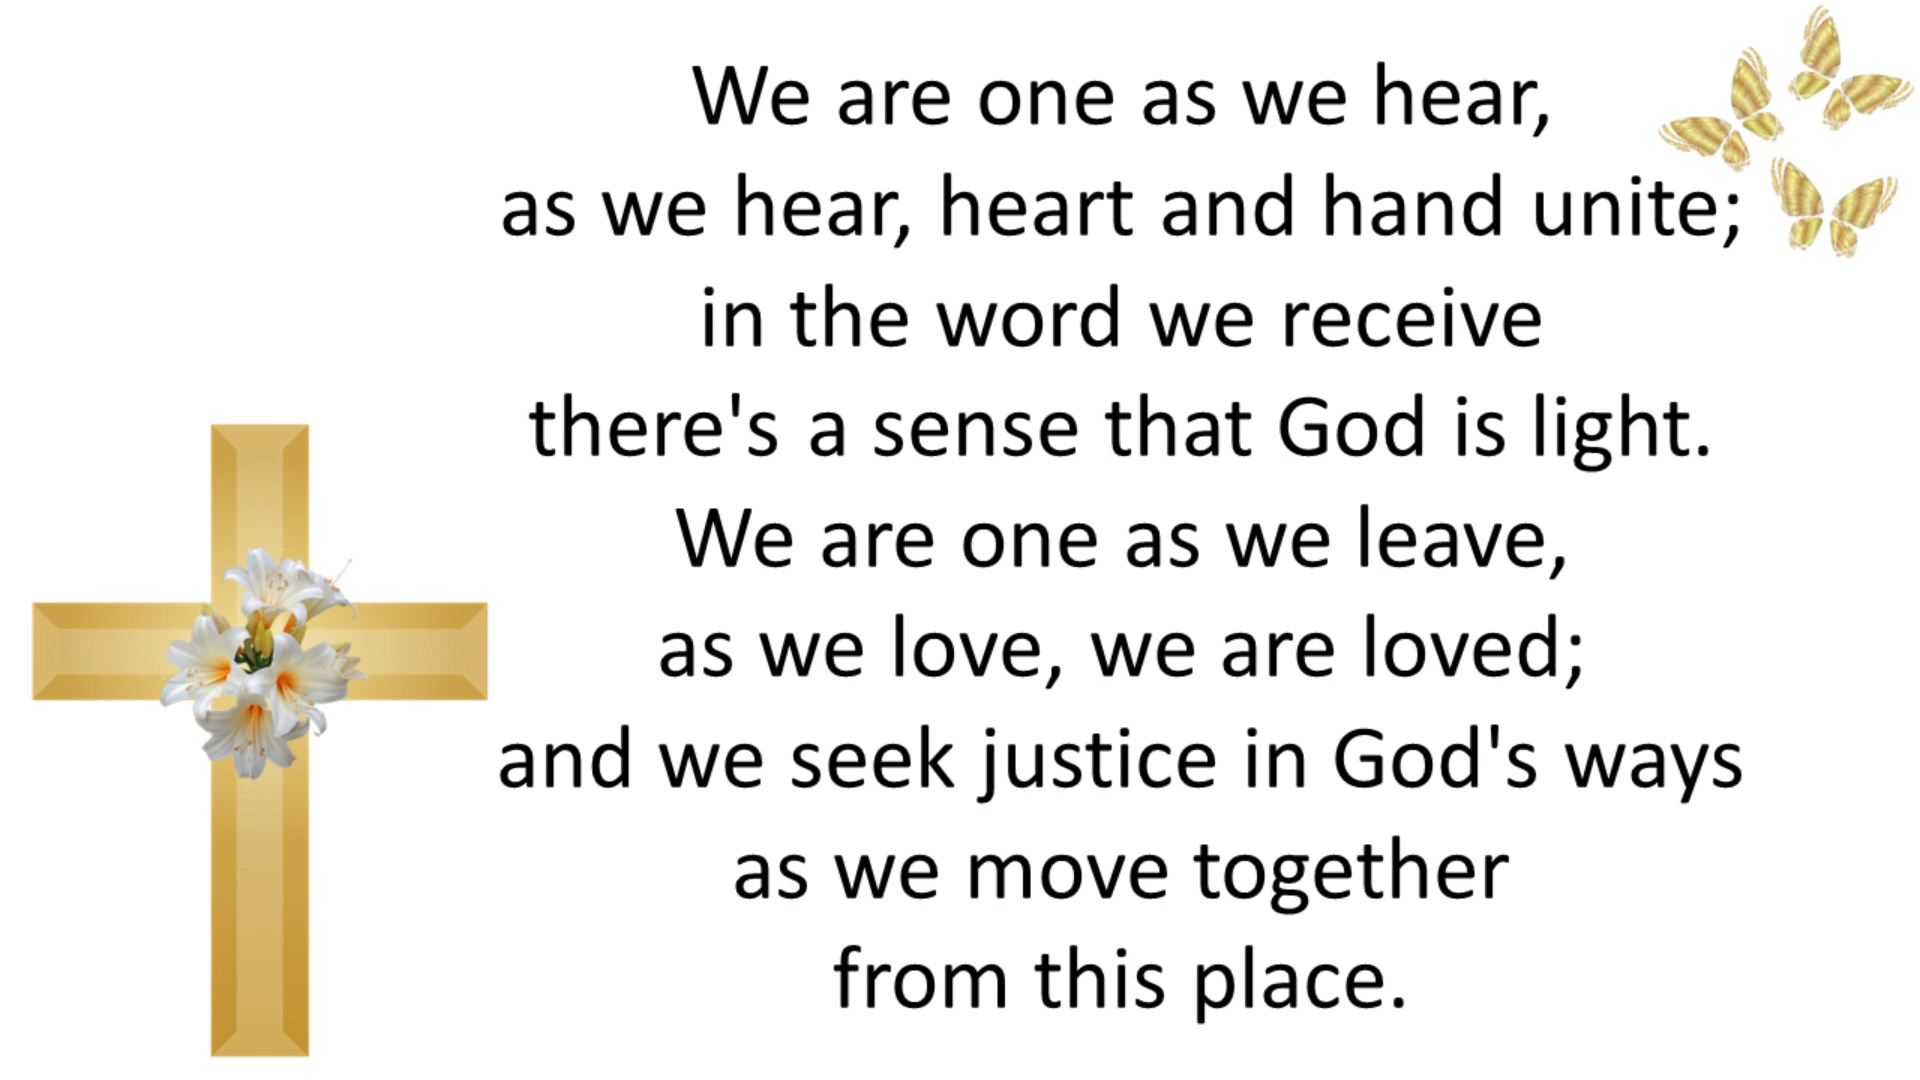 We are one as we hear,
as we hear, heart and hand unite;
in the word we receive
there's a sense that God is light.
We are one as we leave,
as we love, we are loved;
and we seek justice in God's ways
as we move together
from this place.